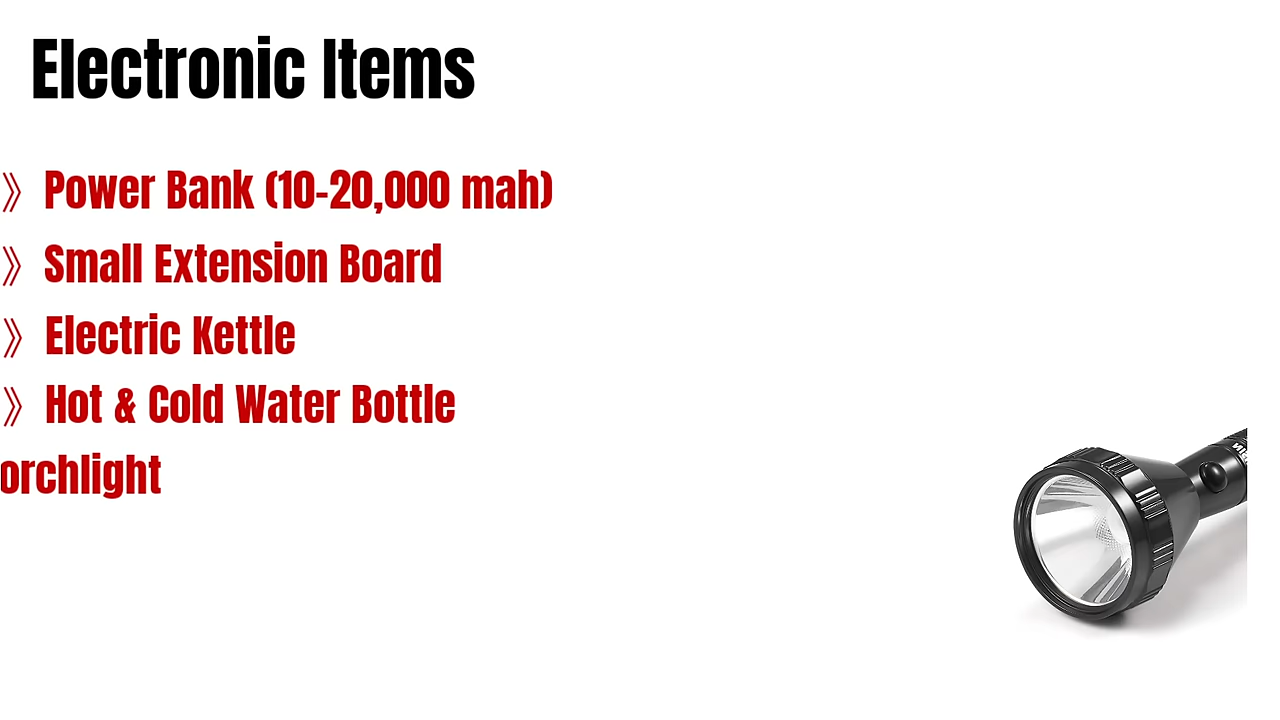 Electronic Items
》 Power Bank (10-20,000 mah)
》 Small Extension Board
》 Electric Kettle
》 Hot & Cold Water Bottle
orchlight